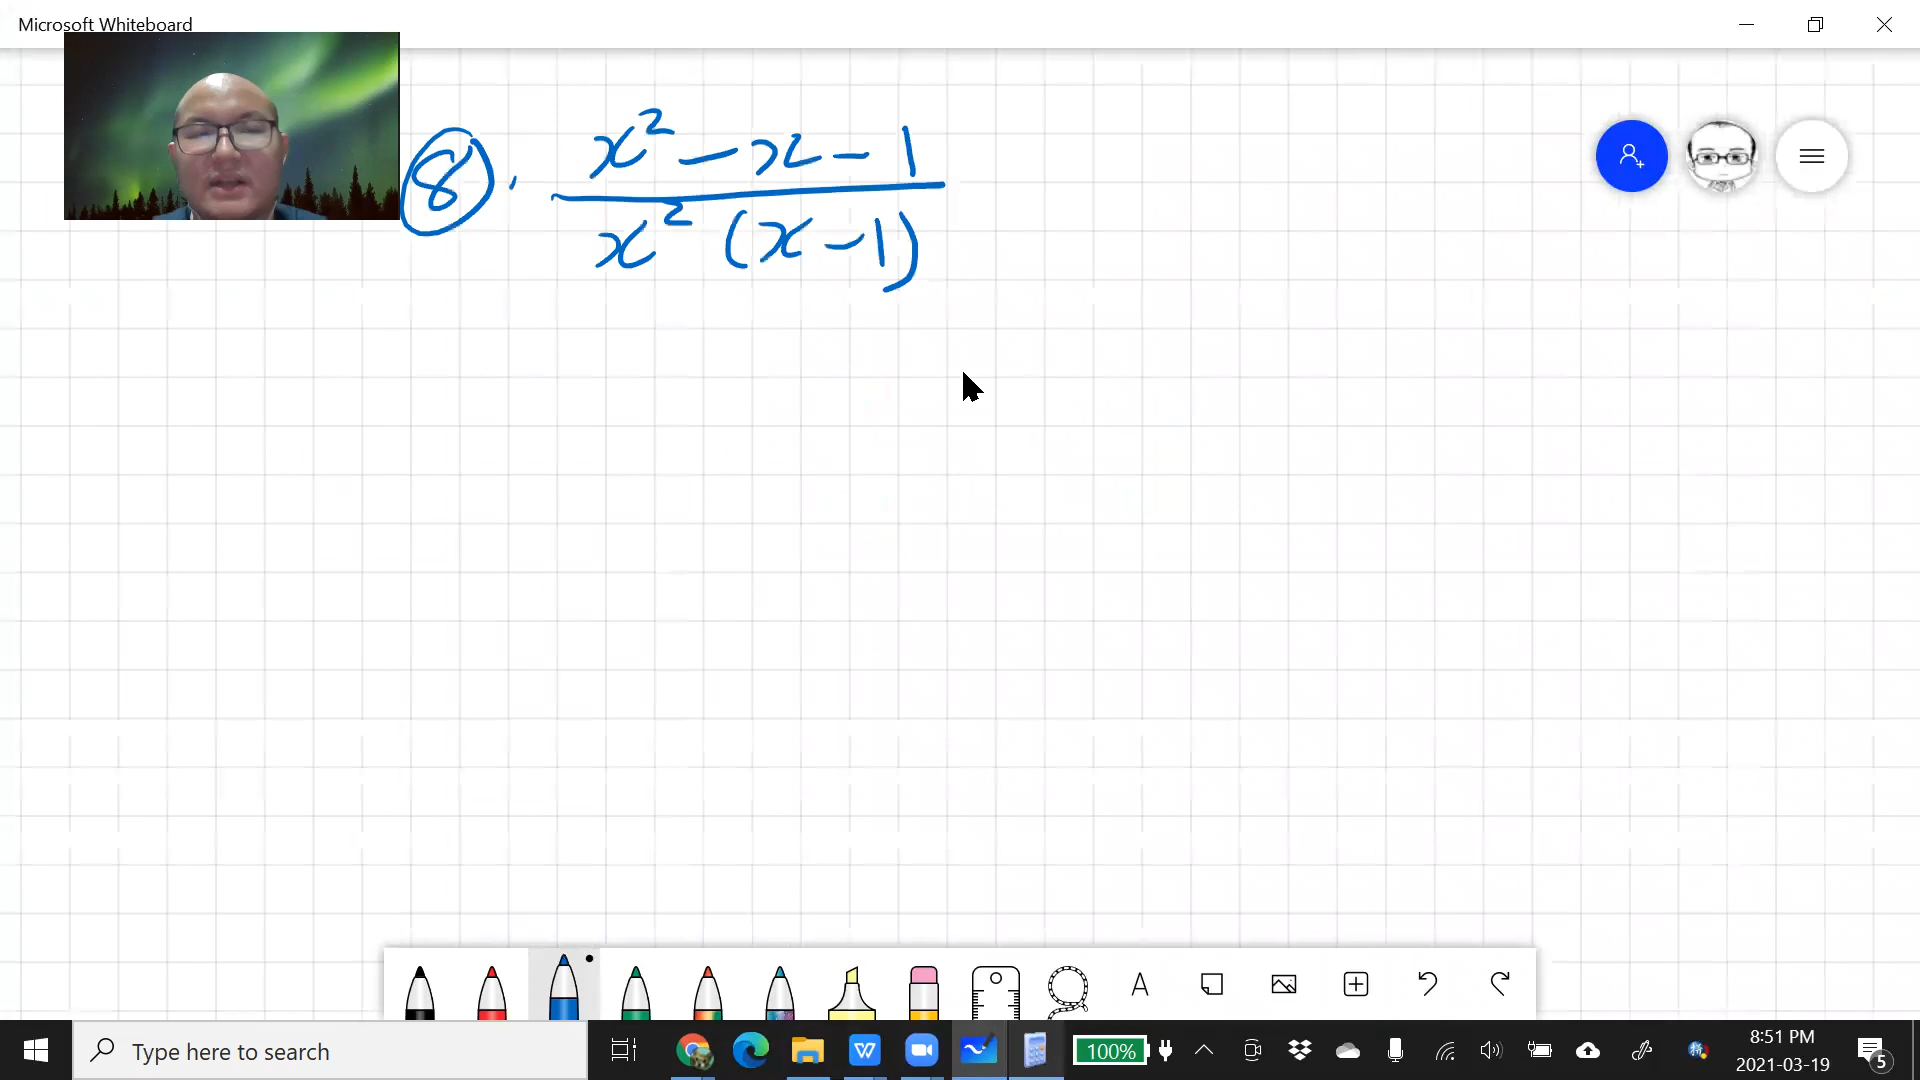 Microsoft Whiteboard
⑧. x² - x - 1
x² (x - 1)
A
Type here to search
W
100%
8:51 PM
2021-03-19
5